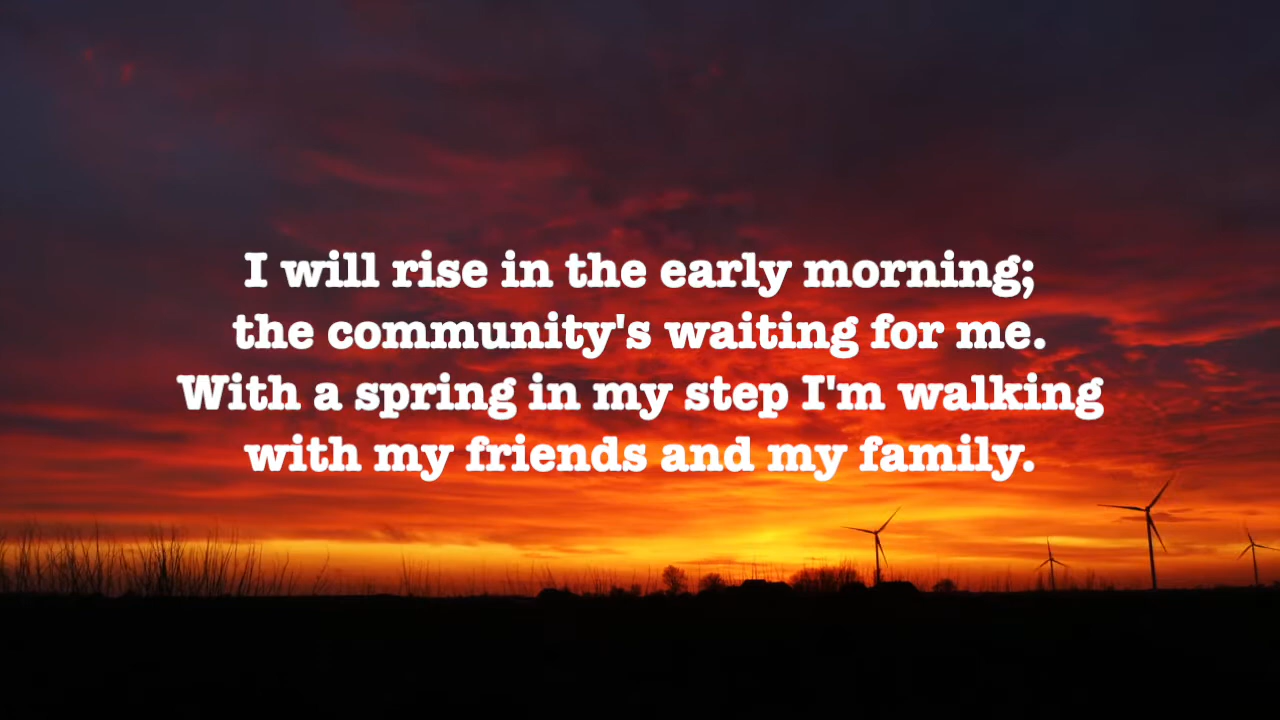 I will rise in the early morning;
the community's waiting for me.
With a spring in my step I'm walking
with my friends and my family.